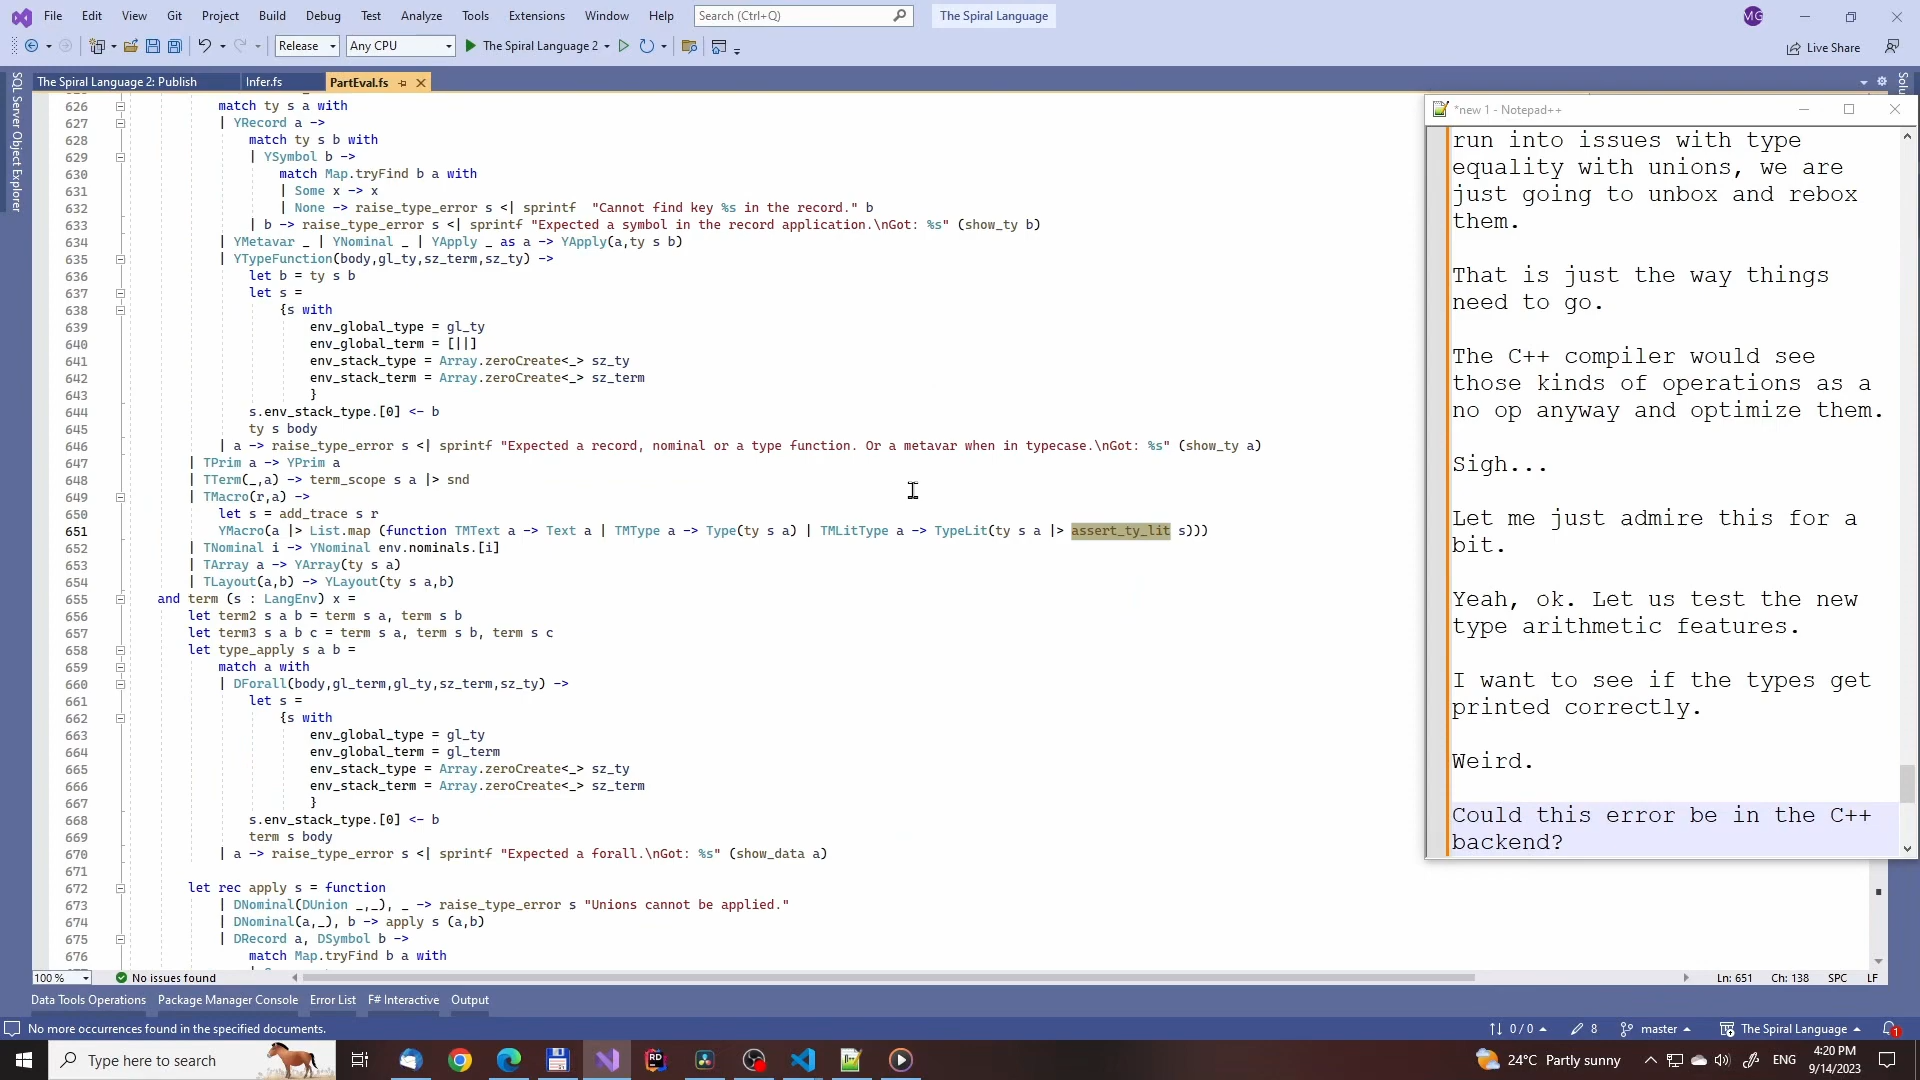 File Edit View Git Project Build Debug Test Analyze Tools Extensions Window Help Search (Ctrl+Q) The Spiral Language MG
Release Any CPU The Spiral Language 2 Live Share
The Spiral Language 2: Publish Infer.fs PartEval.fs
SQL Server Object Explorer
626 match ty s a with
627 | YRecord a ->
628 match ty s b with
629 | YSymbol b ->
630 match Map.tryFind b a with
631 | Some x -> x
632 | None -> raise_type_error s <| sprintf "Cannot find key %s in the record." b
633 | b -> raise_type_error s <| sprintf "Expected a symbol in the record application.\nGot: %s" (show_ty b)
634 | YMetavar _ | YNominal _ | YApply _ as a -> YApply(a,ty s b)
635 | YTypeFunction(body,gl_ty,sz_term,sz_ty) ->
636 let b = ty s b
637 let s =
638 {s with
639 env_global_type = gl_ty
640 env_global_term = [||]
641 env_stack_type = Array.zeroCreate<_> sz_ty
642 env_stack_term = Array.zeroCreate<_> sz_term
643 }
644 s.env_stack_type.[0] <- b
645 ty s body
646 | a -> raise_type_error s <| sprintf "Expected a record, nominal or a type function. Or a metavar when in typecase.\nGot: %s" (show_ty a)
647 | TPrim a -> YPrim a
648 | TTerm(_,a) -> term_scope s a |> snd
649 | TMacro(r,a) ->
650 let s = add_trace s r
651 YMacro(a |> List.map (function TMText a -> Text a | TMType a -> Type(ty s a) | TMLitType a -> TypeLit(ty s a |> assert_ty_lit s)))
652 | TNominal i -> YNominal env.nominals.[i]
653 | TArray a -> YArray(ty s a)
654 | TLayout(a,b) -> YLayout(ty s a,b)
655 and term (s : LangEnv) x =
656 let term2 s a b = term s a, term s b
657 let term3 s a b c = term s a, term s b, term s c
658 let type_apply s a b =
659 match a with
660 | DForall(body,gl_term,gl_ty,sz_term,sz_ty) ->
661 let s =
662 {s with
663 env_global_type = gl_ty
664 env_global_term = gl_term
665 env_stack_type = Array.zeroCreate<_> sz_ty
666 env_stack_term = Array.zeroCreate<_> sz_term
667 }
668 s.env_stack_type.[0] <- b
669 term s body
670 | a -> raise_type_error s <| sprintf "Expected a forall.\nGot: %s" (show_data a)
671
672 let rec apply s = function
673 | DNominal(DUnion _,_), _ -> raise_type_error s "Unions cannot be applied."
674 | DNominal(a,_), b -> apply s (a,b)
675 | DRecord a, DSymbol b ->
676 match Map.tryFind b a with
*new 1 - Notepad++
run into issues with type
equality with unions, we are
just going to unbox and rebox
them.
That is just the way things
need to go.
The C++ compiler would see
those kinds of operations as a
no op anyway and optimize them.
Sigh...
Let me just admire this for a
bit.
Yeah, ok. Let us test the new
type arithmetic features.
I want to see if the types get
printed correctly.
Weird.
Could this error be in the C++
backend?
100 % No issues found Ln: 651 Ch: 138 SPC LF
Data Tools Operations Package Manager Console Error List F# Interactive Output
No more occurrences found in the specified documents. 0 / 0 8 master The Spiral Language 1
Type here to search 24°C Partly sunny ENG 4:20 PM
9/14/2023